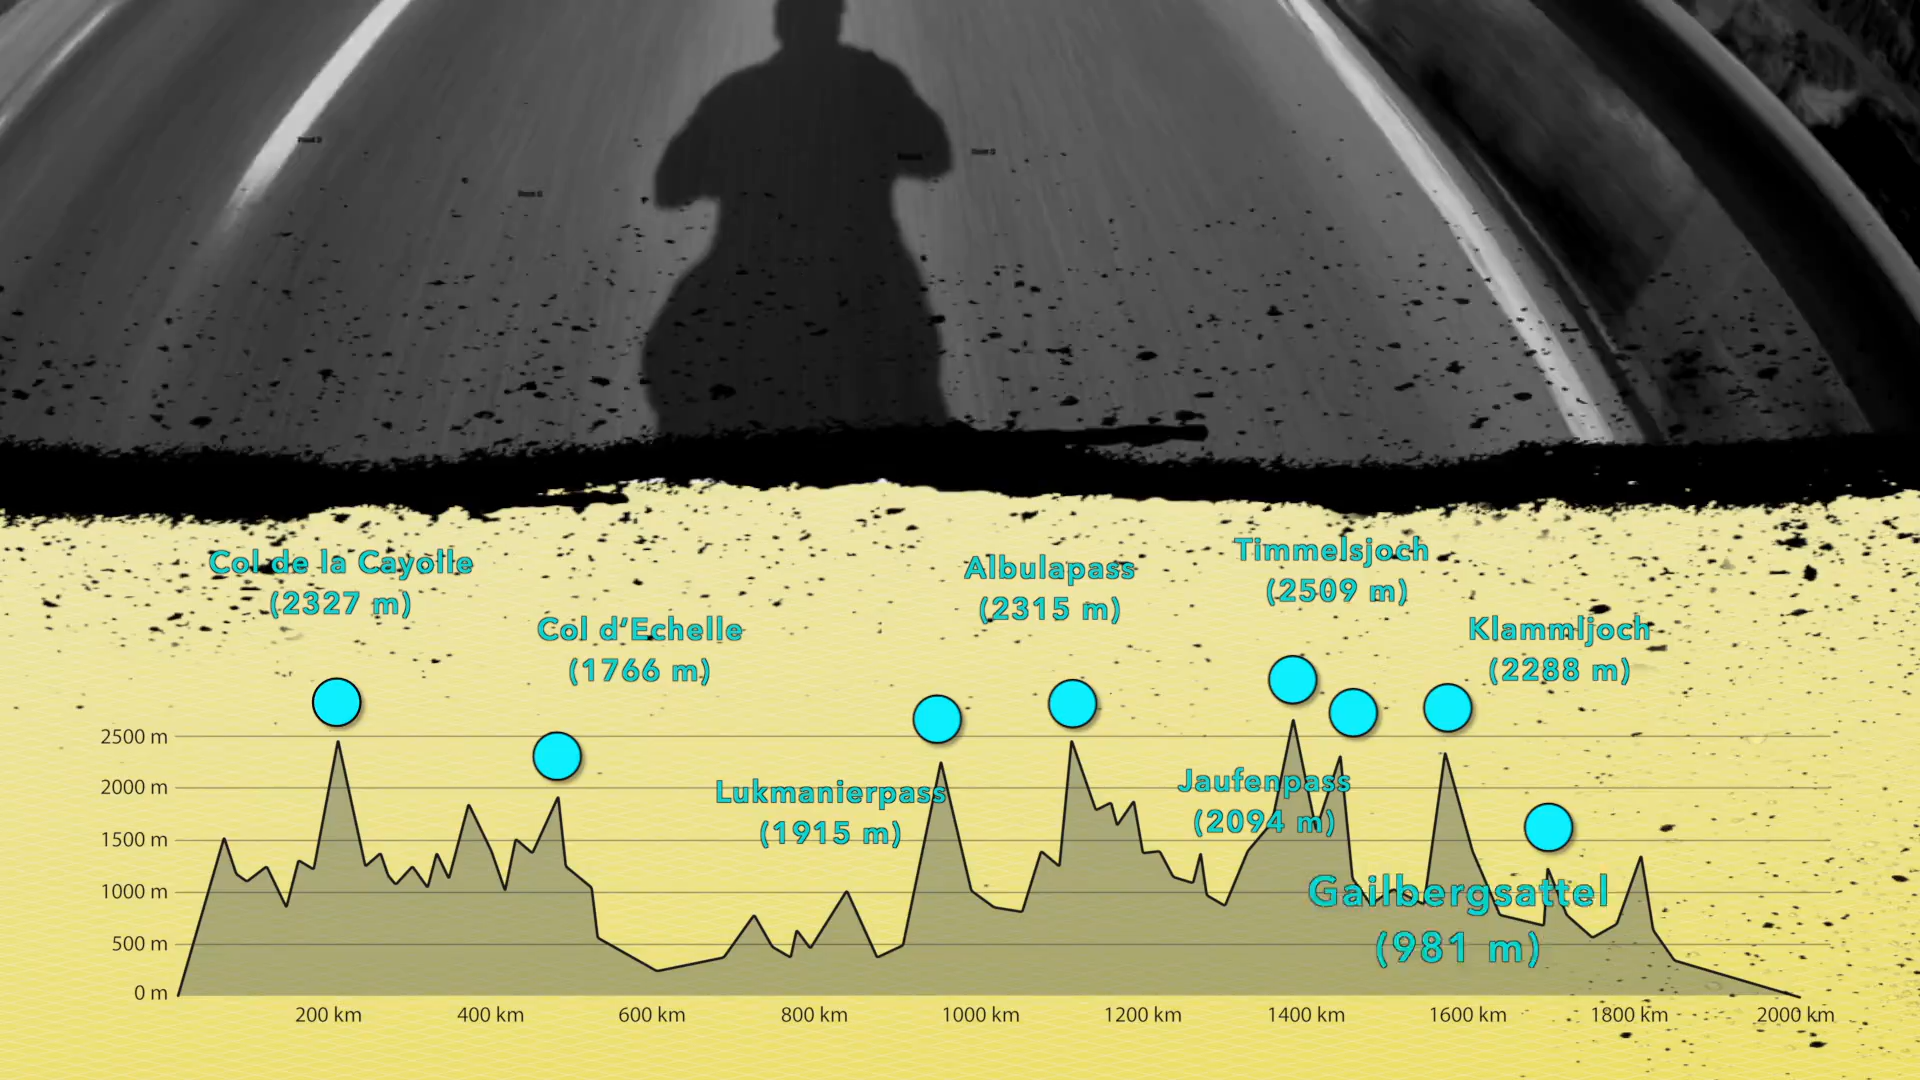 Col de la Cayolle
(2327 m)
Col d’Echelle
(1766 m)
Lukmanierpass
(1915 m)
Albulapass
(2315 m)
Timmelsjoch
(2509 m)
Jaufenpass
(2094 m)
Klammljoch
(2288 m)
Gailbergsattel
(981 m)
2500 m
2000 m
1500 m
1000 m
500 m
0 m
200 km
400 km
600 km
800 km
1000 km
1200 km
1400 km
1600 km
1800 km
2000 km